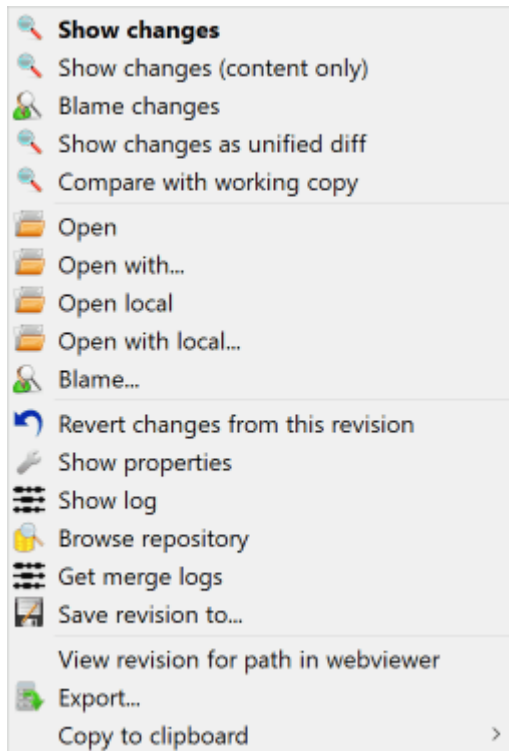 Show changes
Show changes (content only)
Blame changes
Show changes as unified diff
Compare with working copy
Open
Open with...
Open local
Open with local...
Blame...
Revert changes from this revision
Show properties
Show log
Browse repository
Get merge logs
Save revision to...
View revision for path in webviewer
Export...
Copy to clipboard